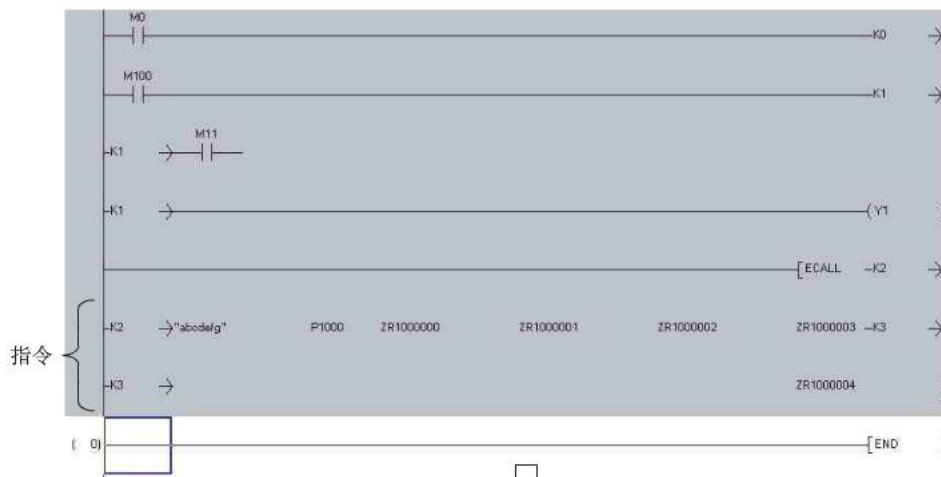 M0
K0
M100
K1
K1 M11
K1 Y1
[ECALL K2
K2 "abcdefg" P1000 ZR1000000 ZR1000001 ZR1000002 ZR1000003 K3
指令
K3 ZR1000004
( 0) [END